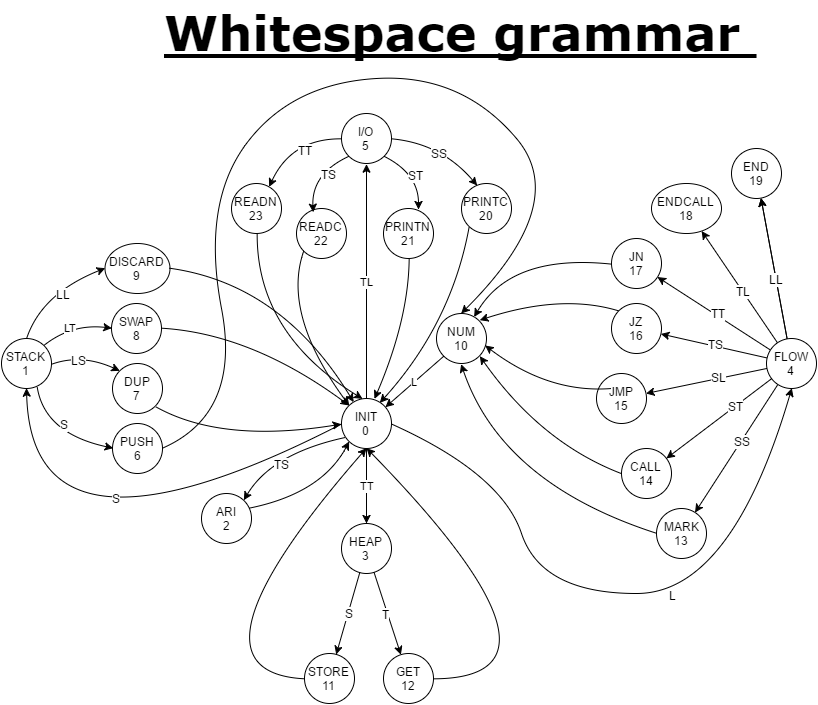 Whitespace grammar
I/O
5
TT
SS
TS
ST
READN
23
READC
22
PRINTN
21
PRINTC
20
END
19
ENDCALL
18
DISCARD
9
JN
17
LL
TL
TL
LL
SWAP
8
LT
NUM
10
JZ
16
TT
TS
STACK
1
LS
FLOW
4
DUP
7
L
JMP
15
SL
ST
S
PUSH
6
INIT
0
SS
TS
CALL
14
TT
S
ARI
2
MARK
13
HEAP
3
L
S
T
STORE
11
GET
12